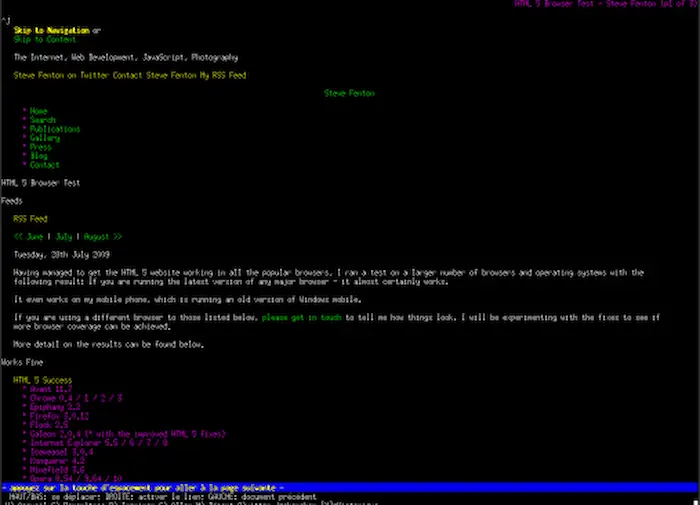 HTML 5 Browser Test - Steve Fenton (p1 of 3)
^j
Skip to Navigation or
Skip to Content
The Internet, Web Development, JavaScript, Photography
Steve Fenton on Twitter Contact Steve Fenton My RSS Feed
Steve Fenton
* Home
* Search
* Publications
* Gallery
* Press
* Blog
* Contact
HTML 5 Browser Test
Feeds
RSS Feed
<< June | July | August >>
Tuesday, 28th July 2009
Having managed to get the HTML 5 website working in all the popular browsers, I ran a test on a larger number of browsers and operating systems with the
following result: If you are running the latest version of any major browser - it almost certainly works.
It even works on my mobile phone, which is running an old version of Windows mobile.
If you are using a different browser to those listed below, please get in touch to tell me how things look. I will be experimenting with the fixes to see if
more browser coverage can be achieved.
More detail on the results can be found below.
Works Fine
HTML 5 Success
* Avant 11.7
* Chrome 0.4 / 1 / 2 / 3
* Epiphany 2.2
* Firefox 3.0.12
* Flock 2.5
* Galeon 2.0.4 (* with the improved HTML 5 fixes)
* Internet Explorer 5.5 / 6 / 7 / 8
* Iceweasel 3.0.4
* Konqueror 4.2
* Minefield 3.6
* Opera 8.54 / 9.64 / 10
- appuyez sur la touche d'espacement pour aller à la page suivante -
HAUT/BAS: se déplacer; DROITE: activer le lien; GAUCHE: document précédent